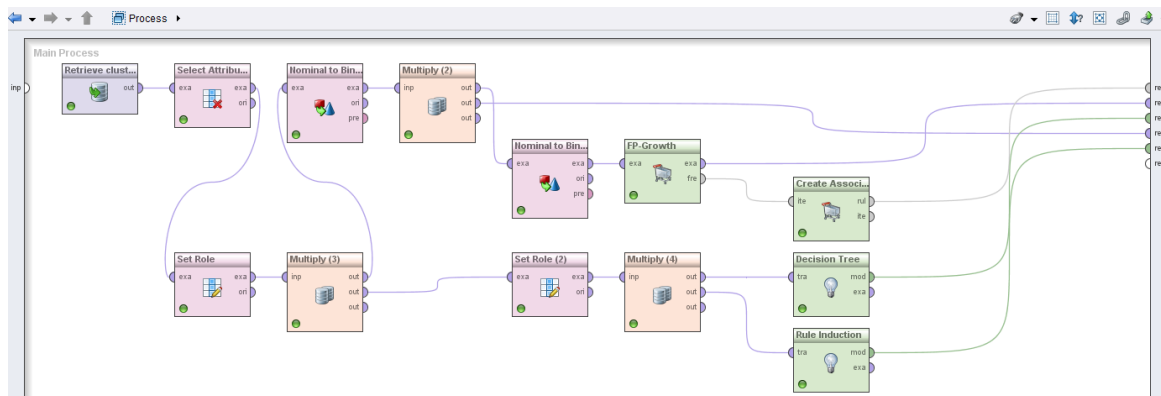 Process
Main Process
Retrieve clust...
out
inp
Select Attribu...
exa exa
ori
Nominal to Bin...
exa exa
ori
pre
Multiply (2)
inp out
out
out
Nominal to Bin...
exa exa
ori
pre
FP-Growth
exa exa
fre
Create Associ...
ite rul
ite
Set Role
exa exa
ori
Multiply (3)
inp out
out
out
Set Role (2)
exa exa
ori
Multiply (4)
inp out
out
out
Decision Tree
tra mod
exa
Rule Induction
tra mod
exa
re
re
re
re
re
re